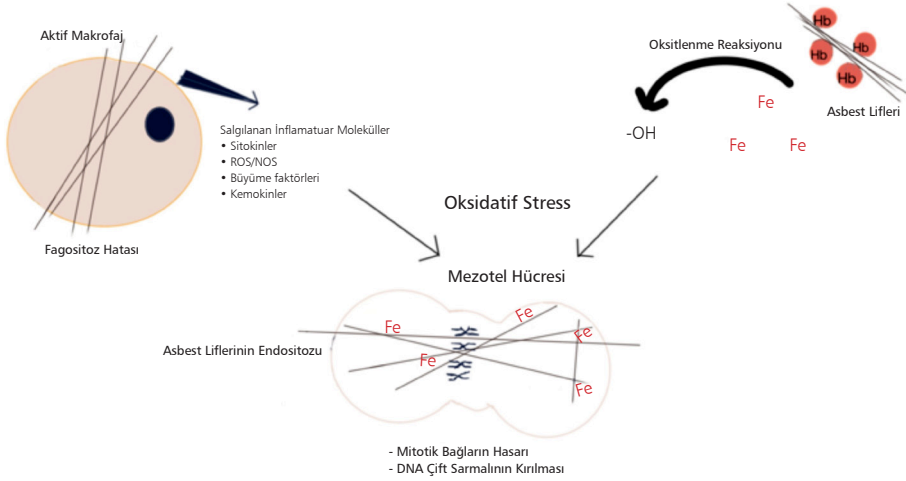 Aktif Makrofaj
Salgılanan İnflamatuar Moleküller
• Sitokinler
• ROS/NOS
• Büyüme faktörleri
• Kemokinler
Fagositoz Hatası
Oksitlenme Reaksiyonu
Hb
Hb
Hb
Hb
Asbest Lifleri
Fe
Fe
Fe
-OH
Oksidatif Stress
Mezotel Hücresi
Asbest Liflerinin Endositozu
Fe
Fe
Fe
Fe
Fe
- Mitotik Bağların Hasarı
- DNA Çift Sarmalının Kırılması